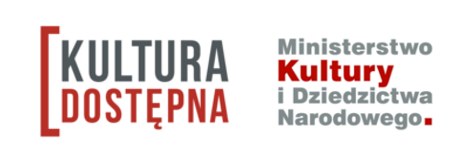 KULTURA
DOSTĘPNA
Ministerstwo
Kultury
i Dziedzictwa
Narodowego.